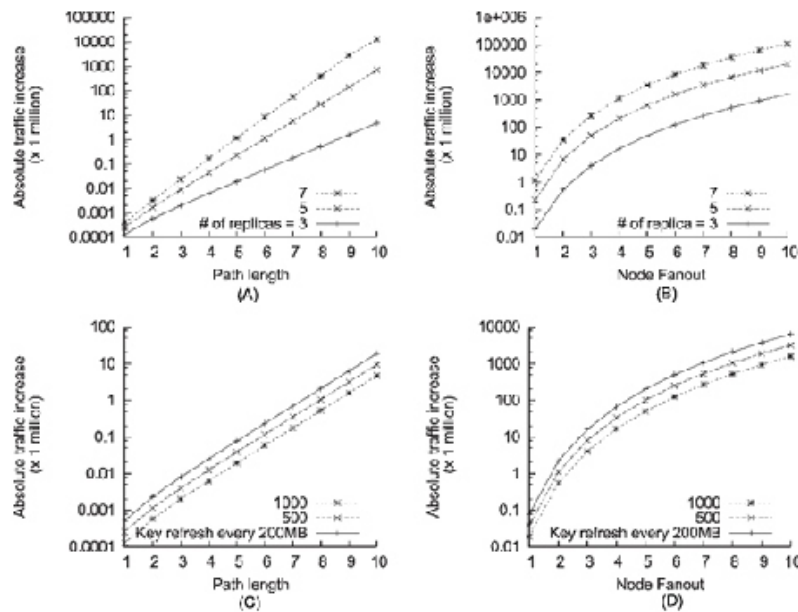 100000
10000
1000
100
10
1
0.1
0.01
0.001
0.0001
Absolute traffic increase
(x 1 million)
7
5
# of replicas = 3
1 2 3 4 5 6 7 8 9 10
Path length
(A)
1e+006
100000
10000
1000
100
10
1
0.1
0.01
Absolute traffic increase
(x 1 million)
7
5
# of replica = 3
1 2 3 4 5 6 7 8 9 10
Node Fanout
(B)
100
10
1
0.1
0.01
0.001
0.0001
Absolute traffic increase
(x 1 million)
1000
500
Key refresh every 200MB
1 2 3 4 5 6 7 8 9 10
Path length
(C)
10000
1000
100
10
1
0.1
0.01
Absolute traffic increase
(x 1 million)
1000
500
Key refresh every 200MB
1 2 3 4 5 6 7 8 9 10
Node Fanout
(D)